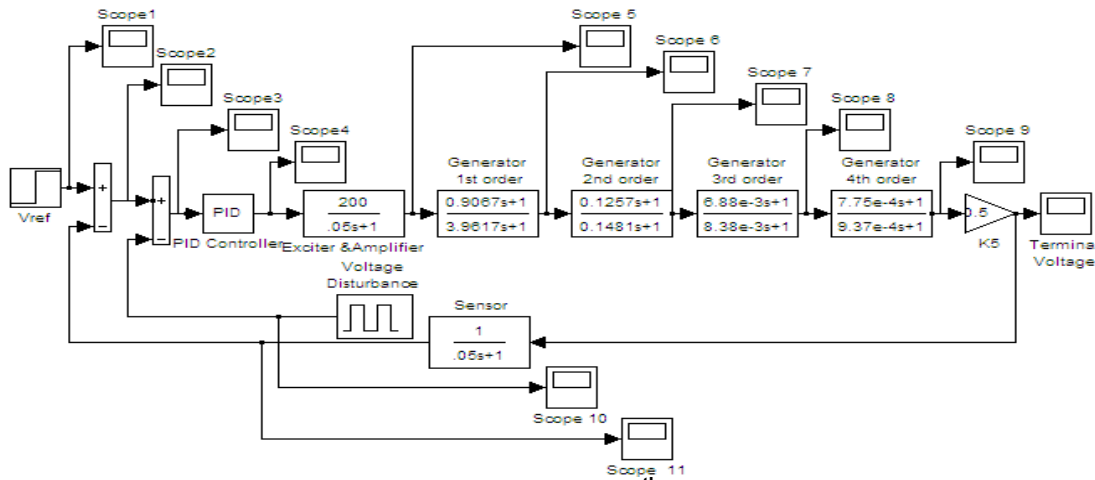 Scope1
Scope 5
Scope2
Scope 6
Scope3
Scope 7
Scope4
Scope 8
Scope 9
Vref
+
−
+
−
PID
PID Controller
200
.05s+1
Exciter &Amplifier
Generator
1st order
0.9067s+1
3.9617s+1
Generator
2nd order
0.1257s+1
0.1481s+1
Generator
3rd order
6.88e-3s+1
8.38e-3s+1
Generator
4th order
7.75e-4s+1
9.37e-4s+1
0.5
K5
Termina
Voltage
Voltage
Disturbance
Sensor
1
.05s+1
Scope 10
Scope 11
th